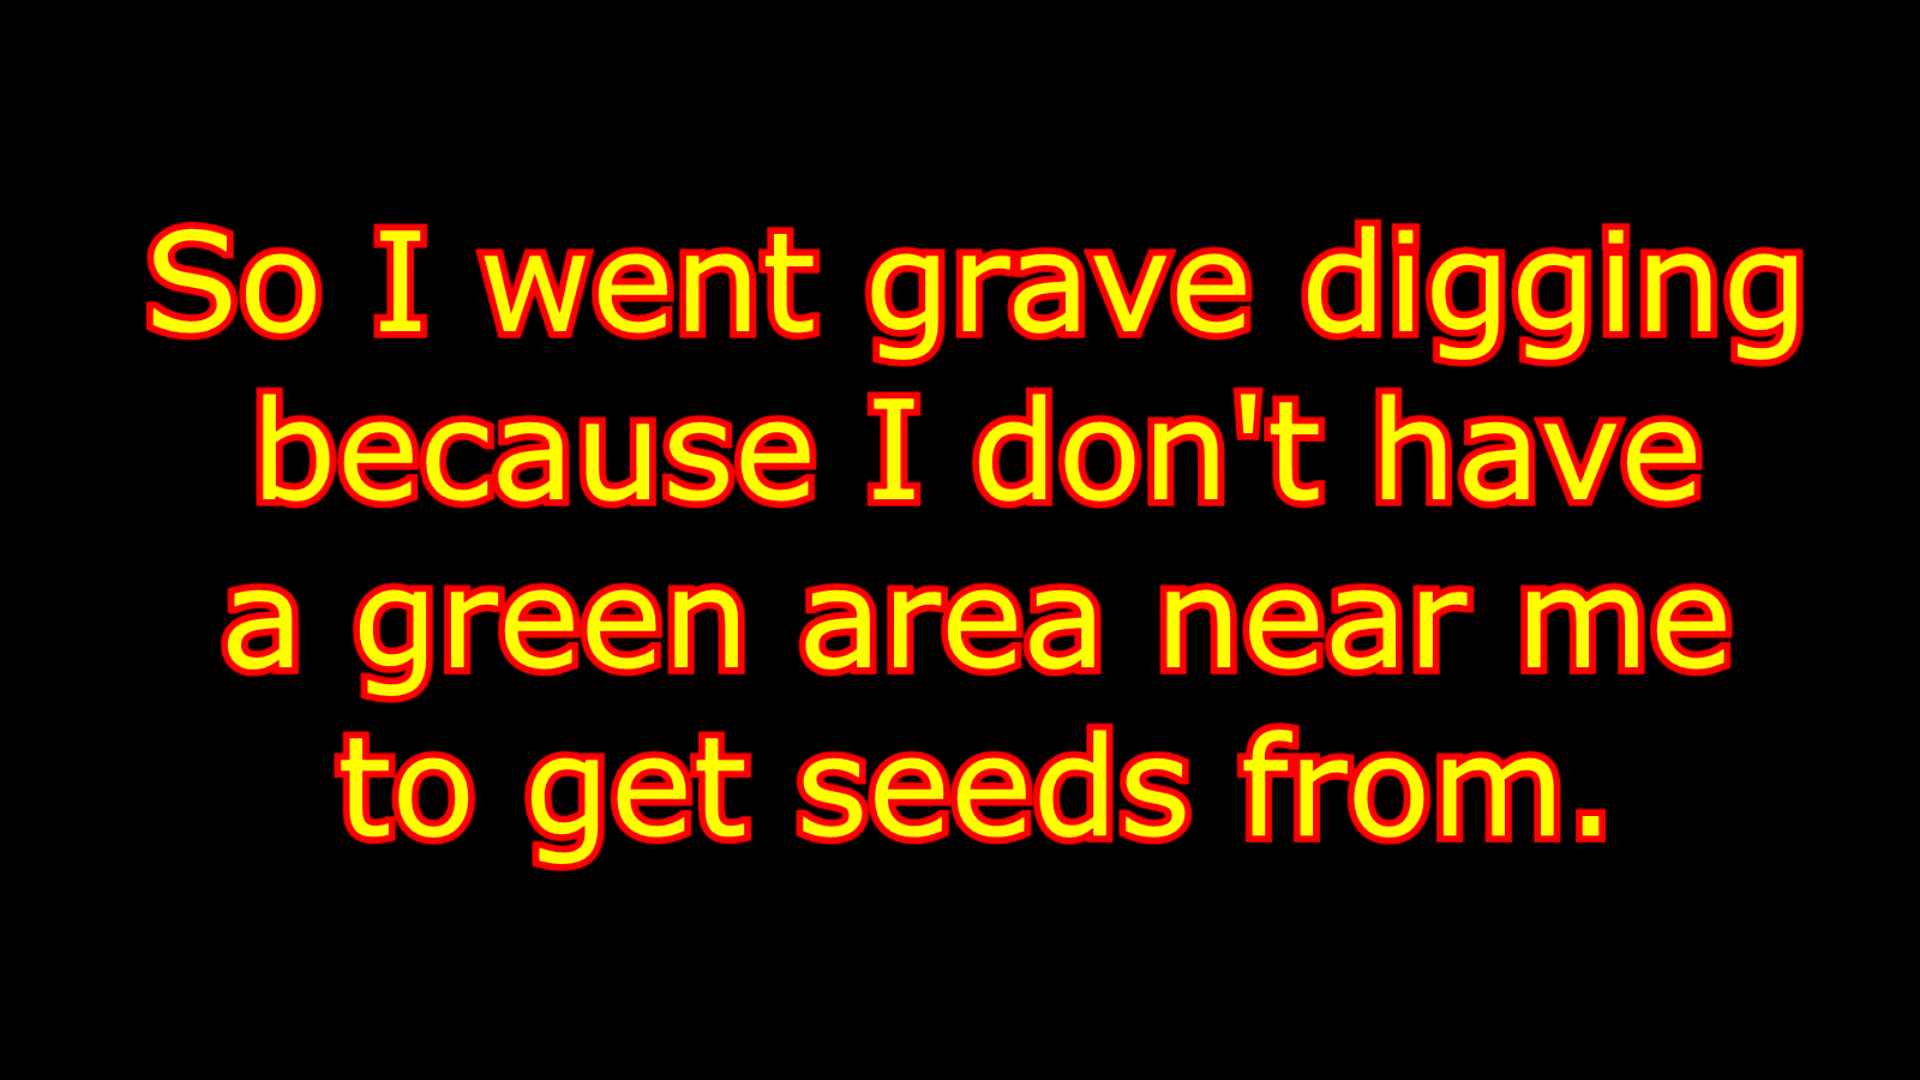 So I went grave digging
because I don't have
a green area near me
to get seeds from.